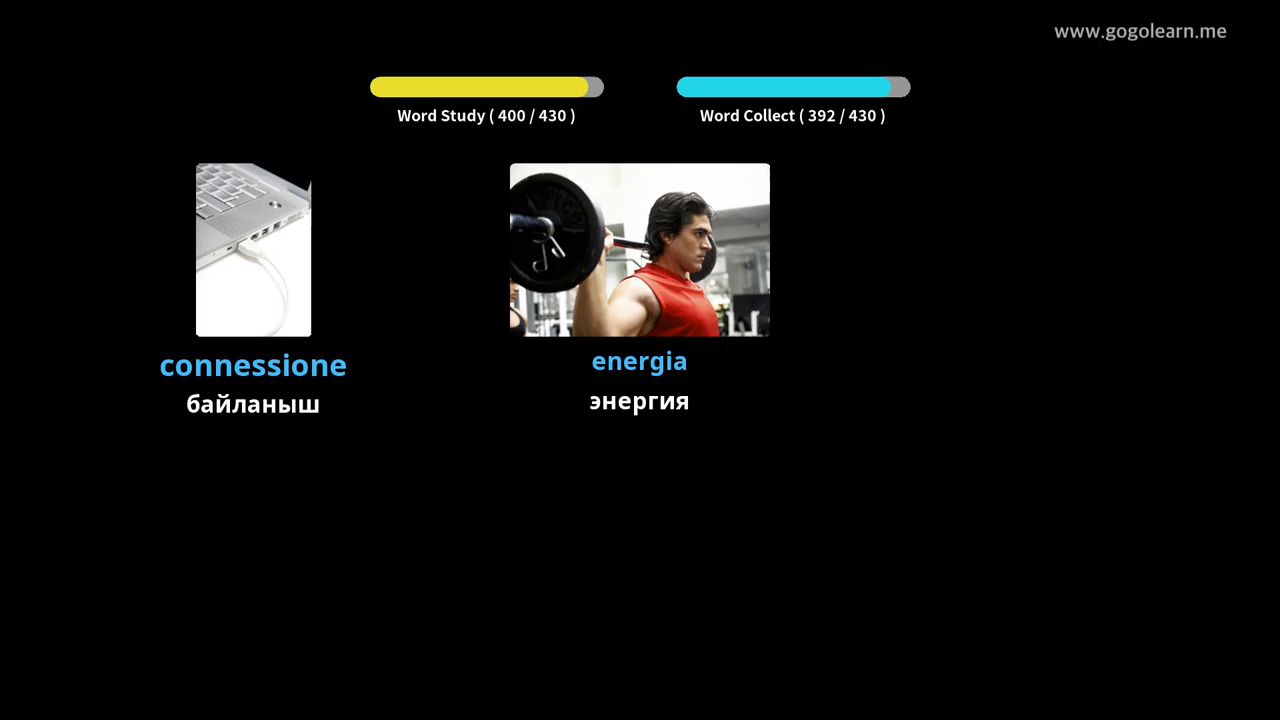 www.gogolearn.me
Word Study ( 400 / 430 )
Word Collect ( 392 / 430 )
connessione
байланыш
energia
энергия